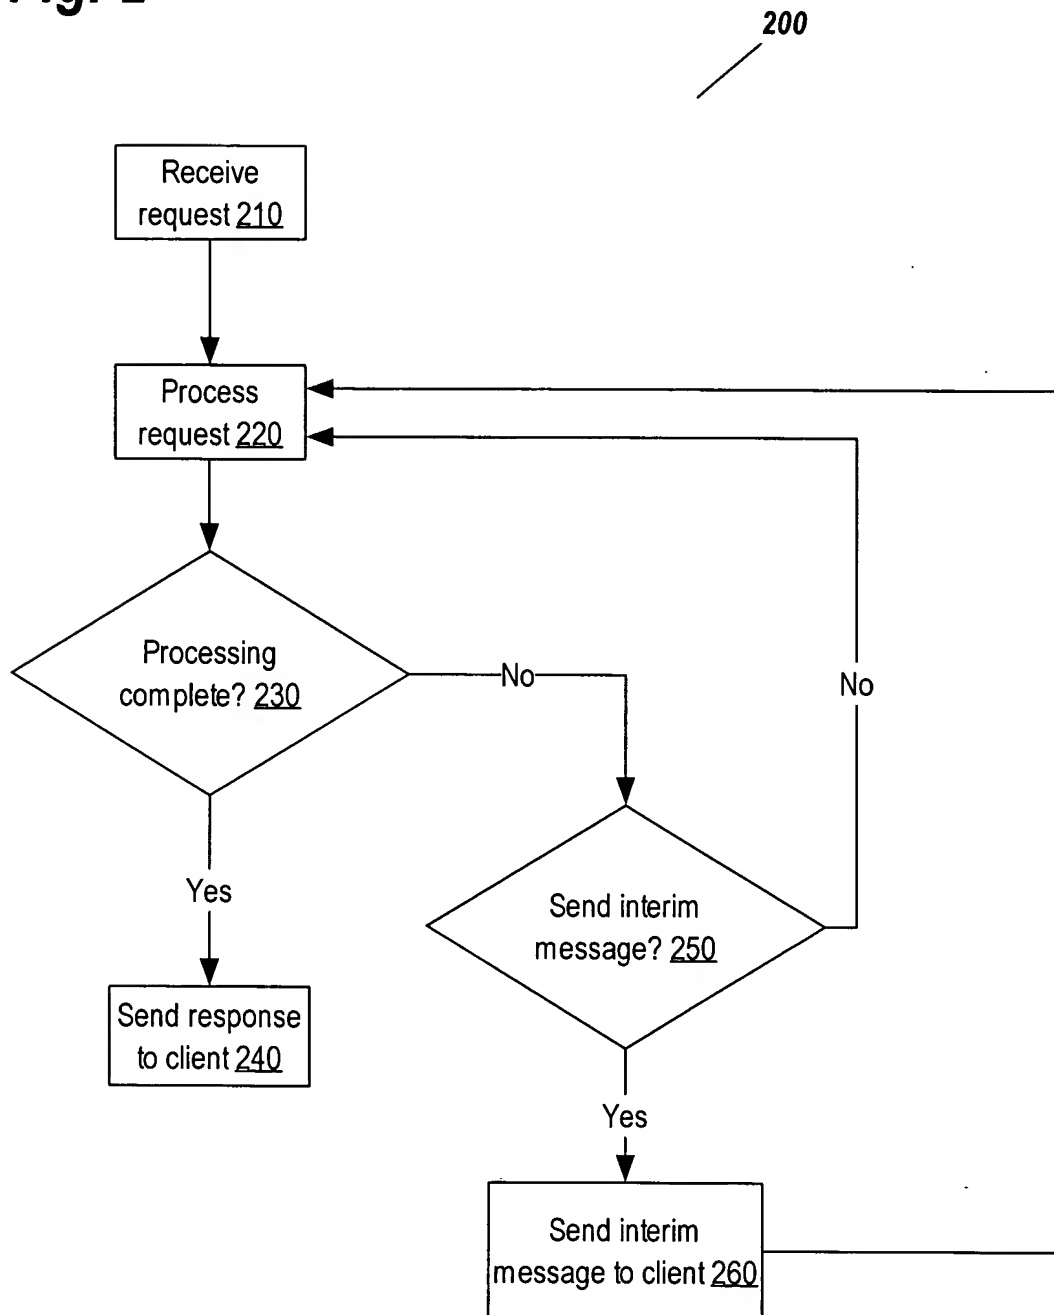 200
Receive
request 210
Process
request 220
Processing
complete? 230
No
No
Yes
Send interim
message? 250
Send response
to client 240
Yes
Send interim
message to client 260